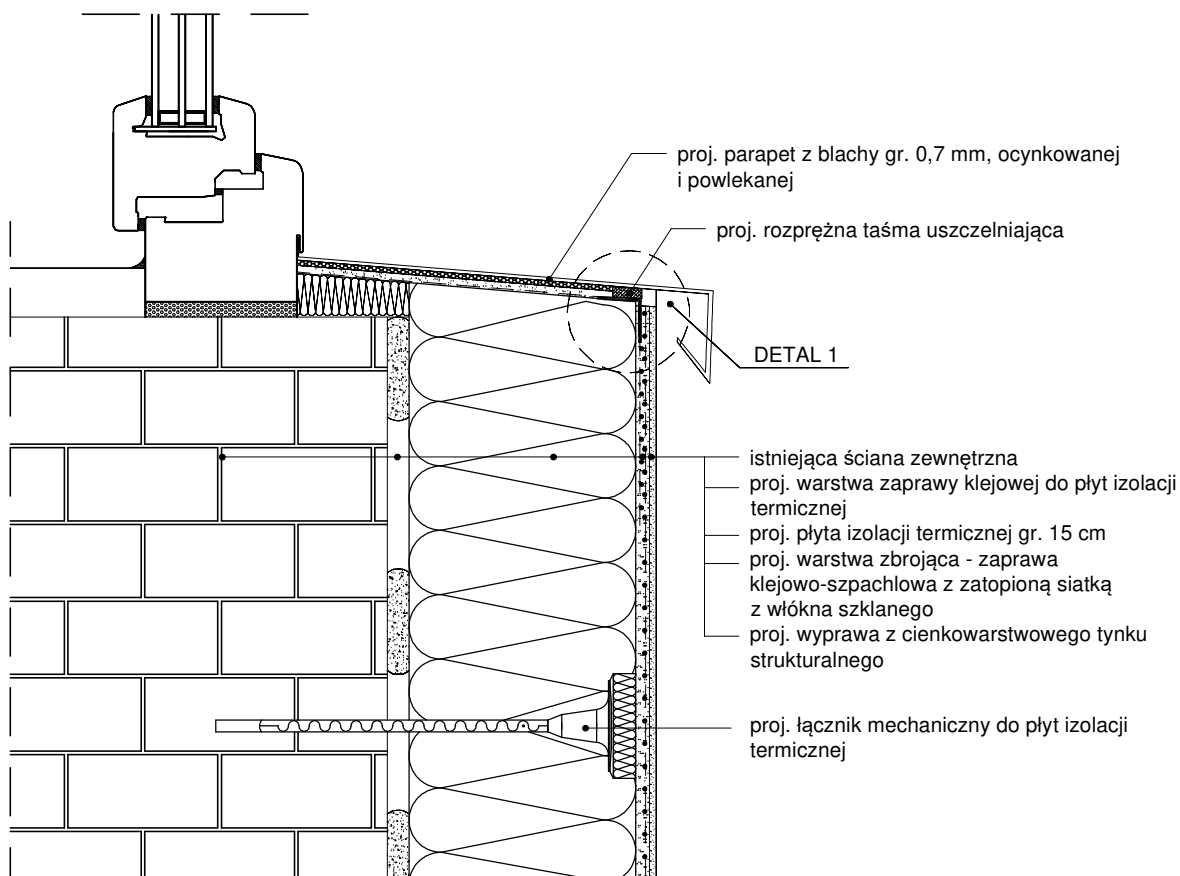 proj. parapet z blachy gr. 0,7 mm, ocynkowanej
i powlekanej
proj. rozprężna taśma uszczelniająca
DETAL 1
istniejąca ściana zewnętrzna
proj. warstwa zaprawy klejowej do płyt izolacji
termicznej
proj. płyta izolacji termicznej gr. 15 cm
proj. warstwa zbrojąca - zaprawa
klejowo-szpachlowa z zatopioną siatką
z włókna szklanego
proj. wyprawa z cienkowarstwowego tynku
strukturalnego
proj. łącznik mechaniczny do płyt izolacji
termicznej